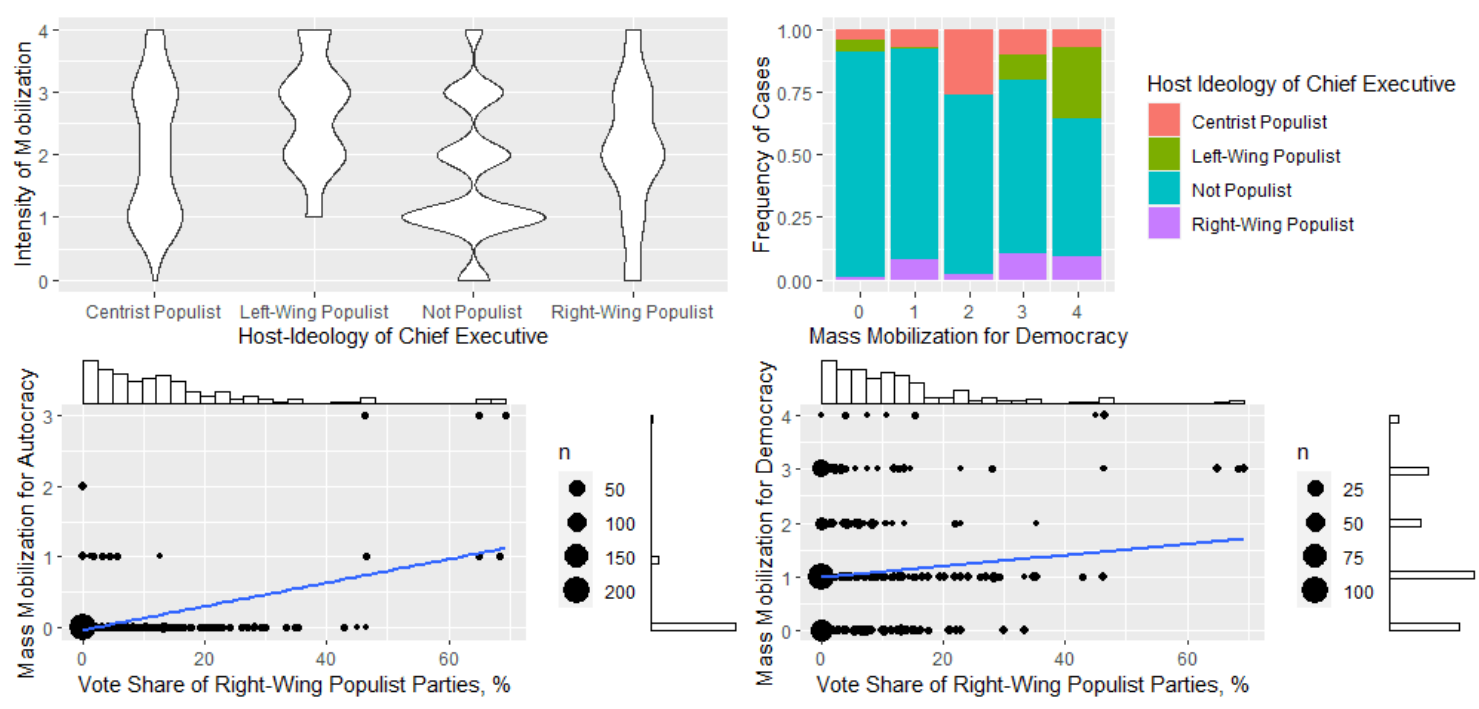 Intensity of Mobilization
4
3
2
1
0
Centrist Populist Left-Wing Populist Not Populist Right-Wing Populist
Host-Ideology of Chief Executive
Frequency of Cases
1.00
0.75
0.50
0.25
0.00
0 1 2 3 4
Mass Mobilization for Democracy
Host Ideology of Chief Executive
Centrist Populist
Left-Wing Populist
Not Populist
Right-Wing Populist
Mass Mobilization for Autocracy
3
2
1
0
0 20 40 60
Vote Share of Right-Wing Populist Parties, %
n
50
100
150
200
Mass Mobilization for Democracy
4
3
2
1
0
0 20 40 60
Vote Share of Right-Wing Populist Parties, %
n
25
50
75
100